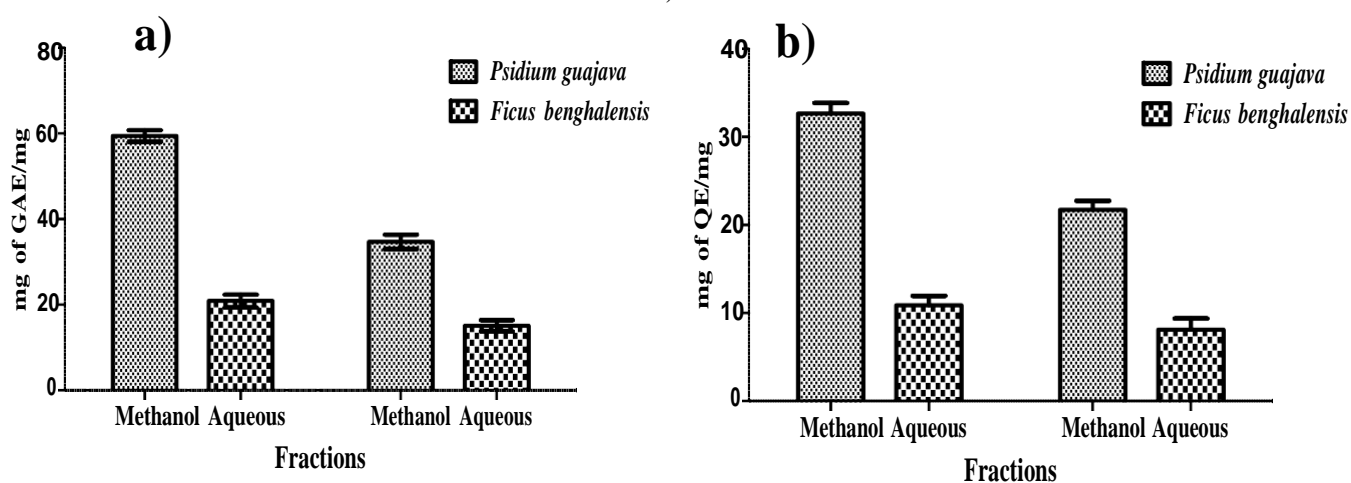 a)
80
60
40
20
0
mg of GAE/mg
Psidium guajava
Ficus benghalensis
Methanol Aqueous
Methanol Aqueous
Fractions
b)
40
30
20
10
0
mg of QE/mg
Psidium guajava
Ficus benghalensis
Methanol Aqueous
Methanol Aqueous
Fractions